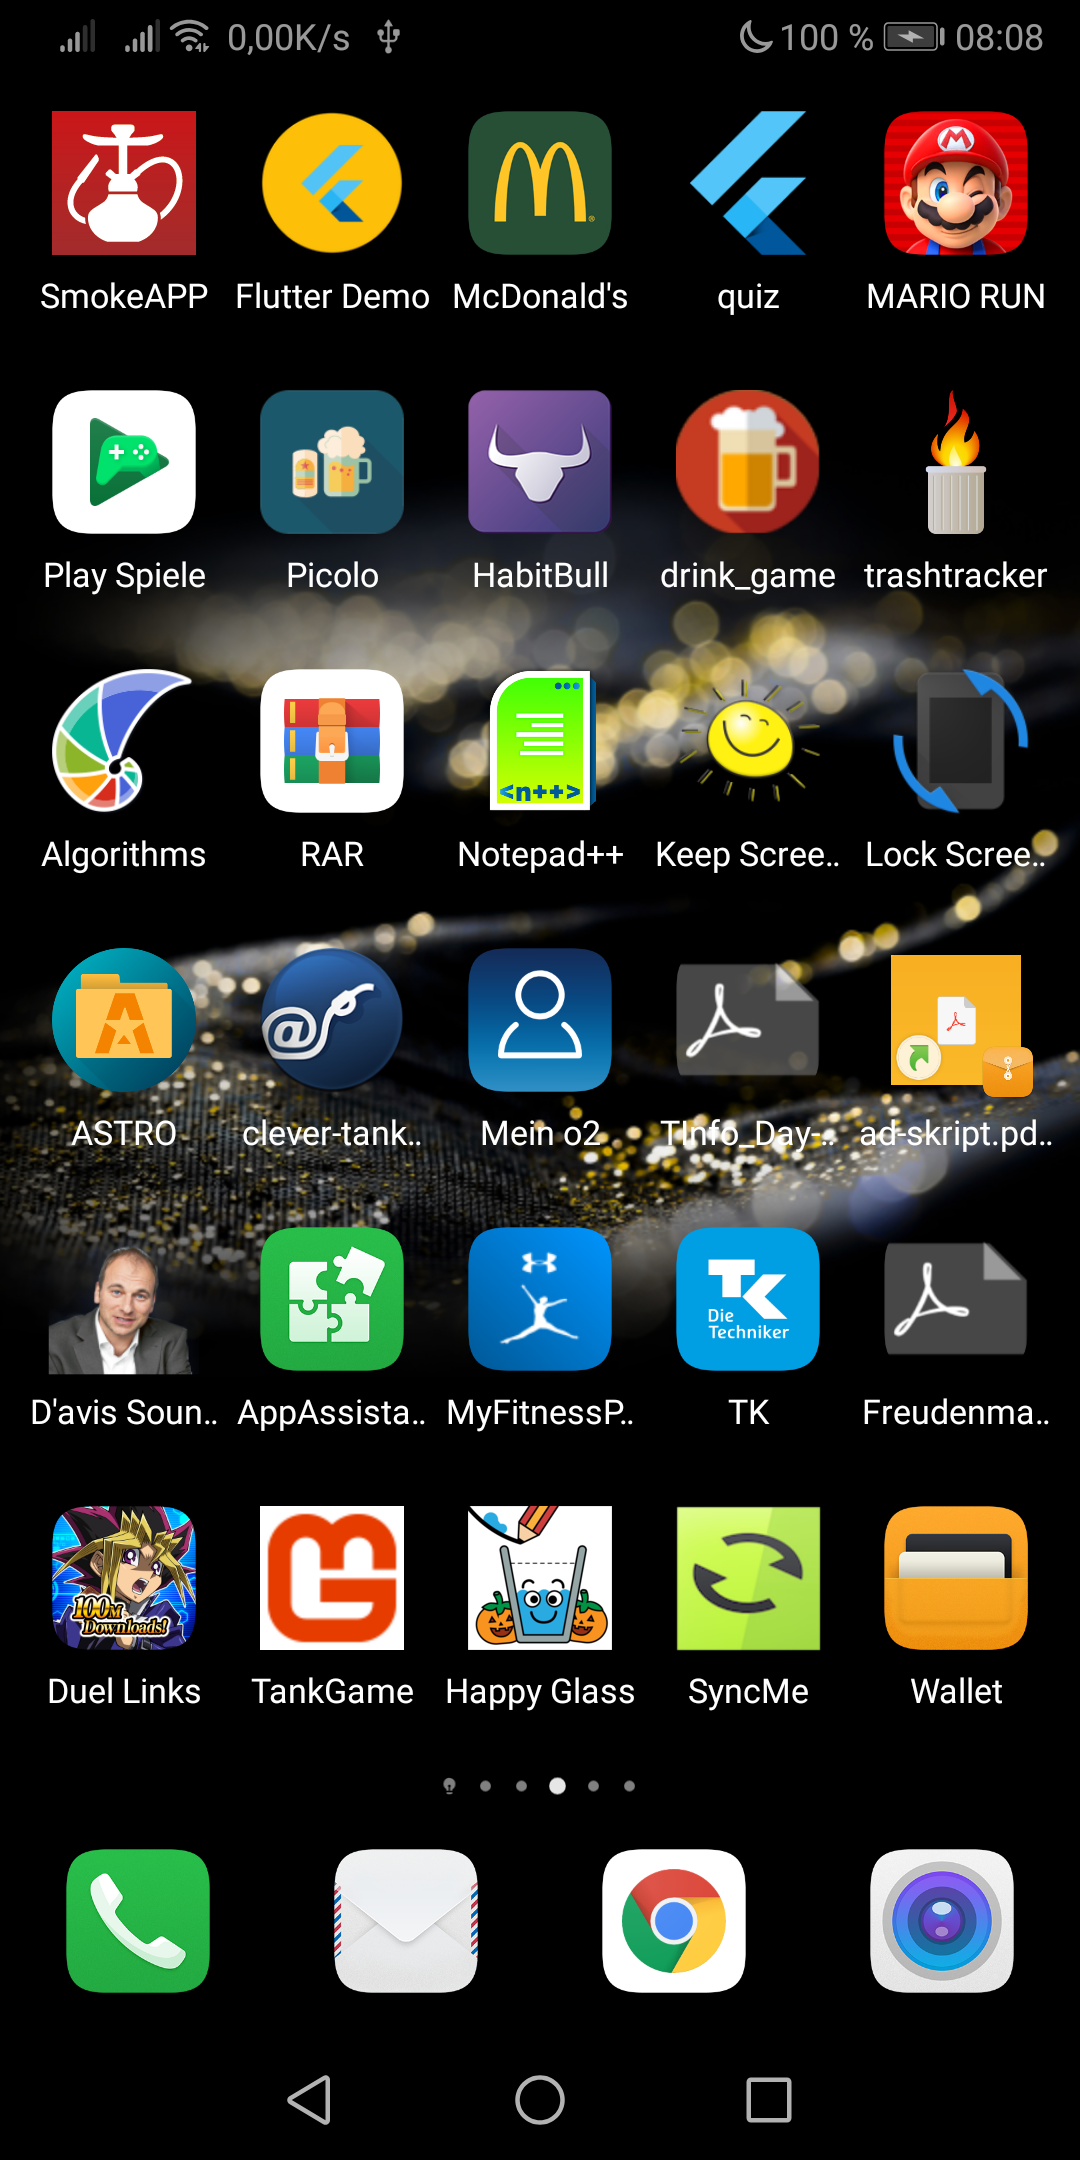 0,00K/s 100 % 08:08
SmokeAPP Flutter Demo McDonald's quiz MARIO RUN
Play Spiele Picolo HabitBull drink_game trashtracker
<n++>
Algorithms RAR Notepad++ Keep Scree.. Lock Scree..
ASTRO clever-tank.. Mein o2 TInfo_Day-.. ad-skript.pd..
TK
Die
Techniker
D'avis Soun.. AppAssista.. MyFitnessP.. TK Freudenma..
100M
Downloads!
Duel Links TankGame Happy Glass SyncMe Wallet